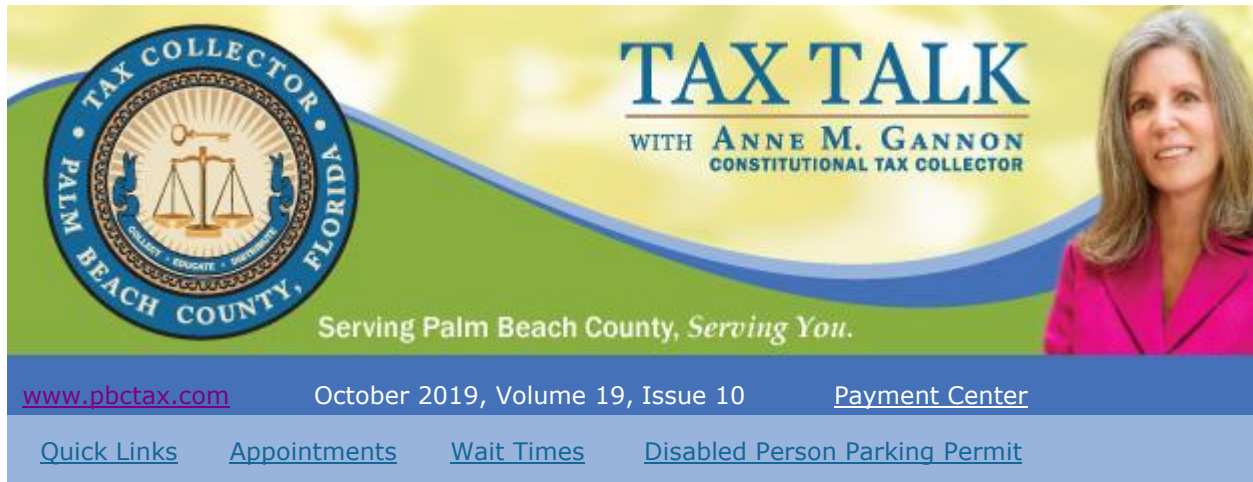 TAX COLLECTOR • PALM BEACH COUNTY, FLORIDA •
COLLECT • EDUCATE • DISTRIBUTE
TAX TALK
WITH ANNE M. GANNON
CONSTITUTIONAL TAX COLLECTOR
Serving Palm Beach County, Serving You.
www.pbctax.com October 2019, Volume 19, Issue 10 Payment Center
Quick Links Appointments Wait Times Disabled Person Parking Permit